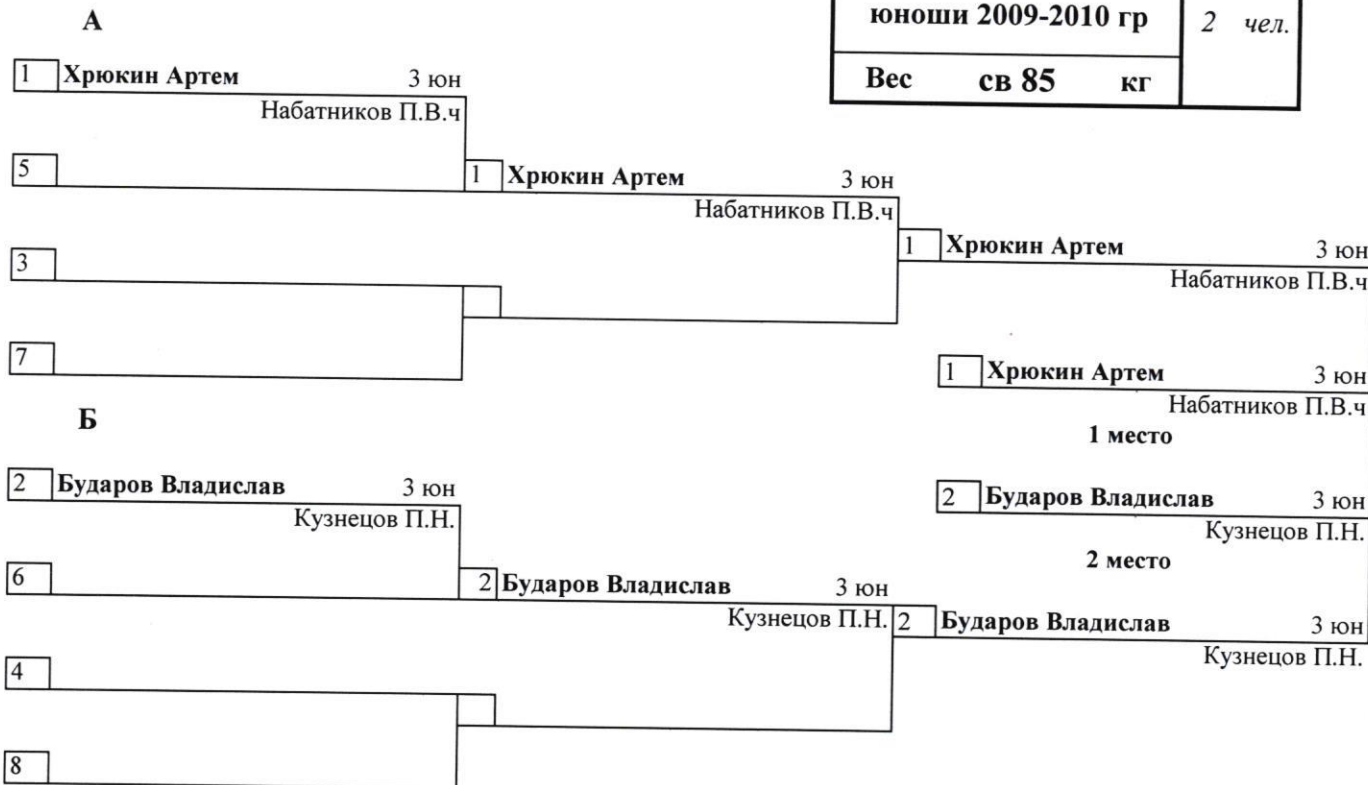 юноши 2009-2010 гр
2 чел.
Вес св 85 кг
А
1 Хрюкин Артем 3 юн
Набатников П.В.ч
5
1 Хрюкин Артем 3 юн
Набатников П.В.ч
1 Хрюкин Артем 3 юн
Набатников П.В.ч
3
7
1 Хрюкин Артем 3 юн
Набатников П.В.ч
1 место
Б
2 Бударов Владислав 3 юн
Кузнецов П.Н.
2 Бударов Владислав 3 юн
Кузнецов П.Н.
2 место
6
2 Бударов Владислав 3 юн
Кузнецов П.Н.
2 Бударов Владислав 3 юн
Кузнецов П.Н.
4
8